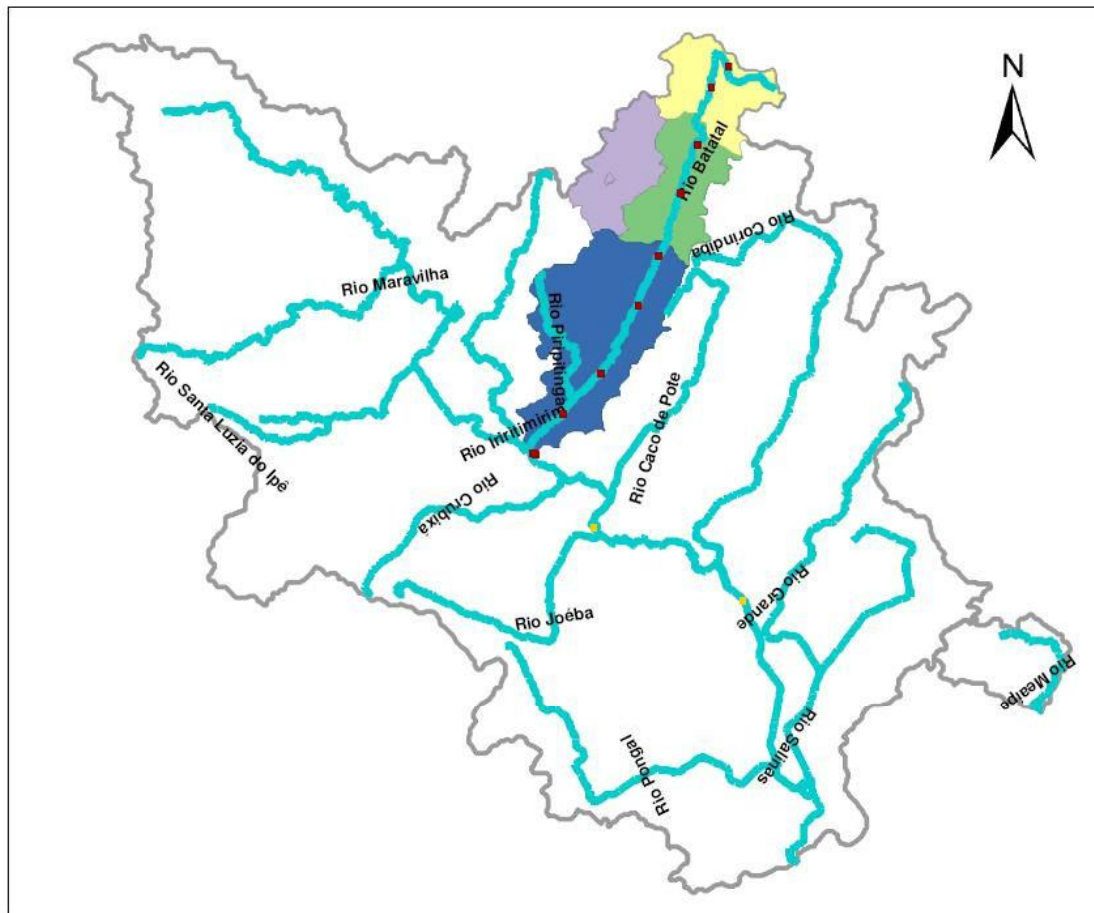 N
Rio Batatal
Rio Corindiba
Rio Maravilha
Rio Piripitinga
Rio Santa Luzia do Ipê
Rio Iriritimirim
Rio Caco de Pote
Rio Crubixá
Rio Grande
Rio Joéba
Rio Meaípe
Rio Salinas
Rio Pongal